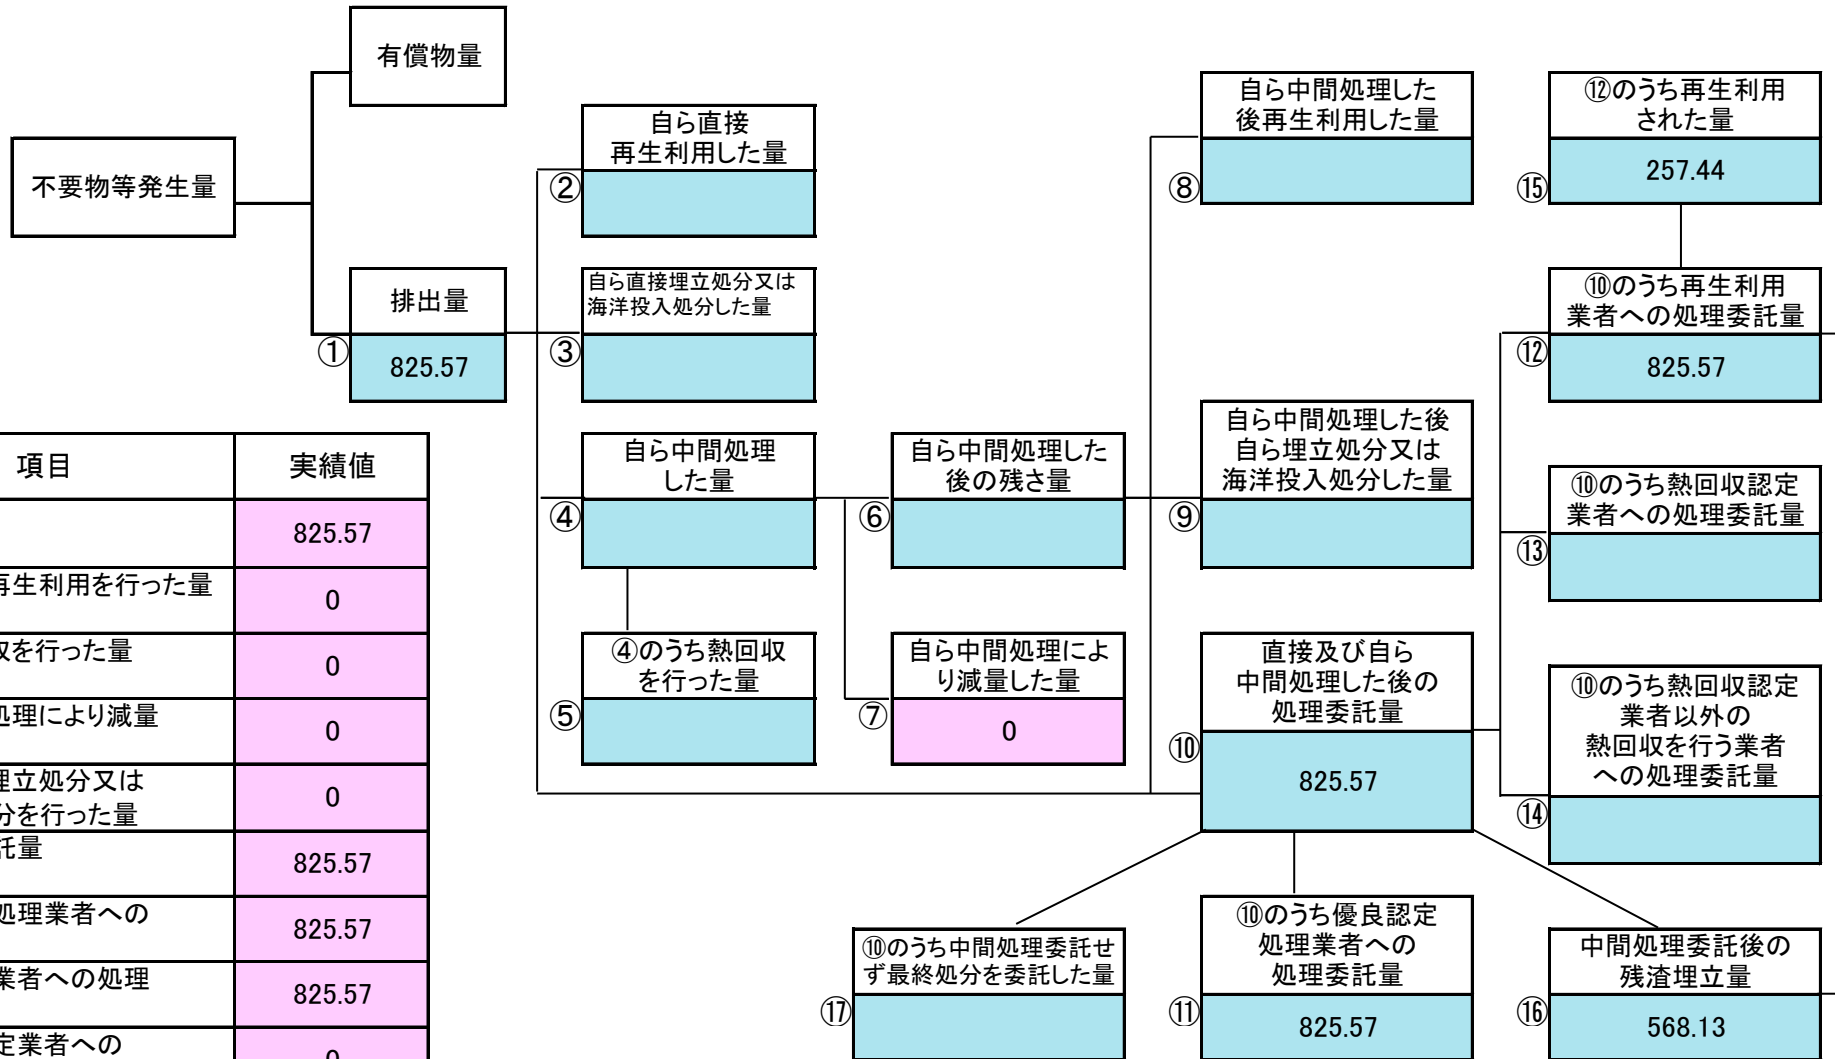 有償物量
不要物等発生量
排出量
①
825.57
自ら直接
再生利用した量
②
自ら直接埋立処分又は
海洋投入処分した量
③
自ら中間処理
した量
④
④のうち熱回収
を行った量
⑤
自ら中間処理した
後の残さ量
⑥
自ら中間処理によ
り減量した量
⑦
0
自ら中間処理した
後再生利用した量
⑧
自ら中間処理した後
自ら埋立処分又は
海洋投入処分した量
⑨
直接及び自ら
中間処理した後の
処理委託量
⑩
825.57
⑫のうち再生利用
された量
⑮
257.44
⑩のうち再生利用
業者への処理委託量
⑫
825.57
⑩のうち熱回収認定
業者への処理委託量
⑬
⑩のうち熱回収認定
業者以外の
熱回収を行う業者
への処理委託量
⑭
⑩のうち中間処理委託せ
ず最終処分を委託した量
⑰
⑩のうち優良認定
処理業者への
処理委託量
⑪
825.57
中間処理委託後の
残渣埋立量
⑯
568.13
項目 実績値
825.57
再生利用を行った量
0
を行った量
0
処理により減量
0
埋立処分又は
分を行った量
0
託量
825.57
処理業者への
825.57
業者への処理
825.57
定業者への
0